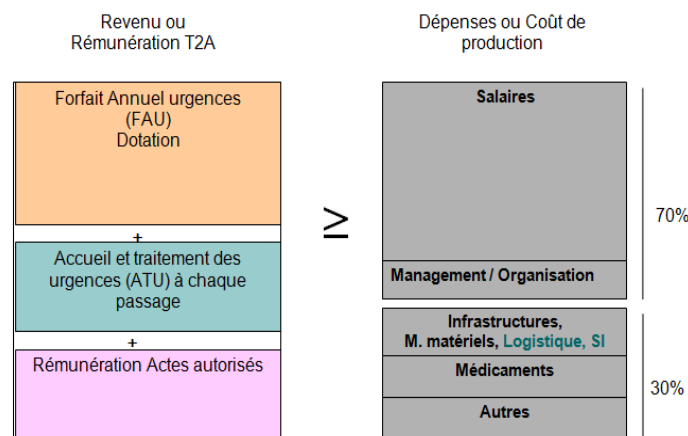 Revenu ou
Rémunération T2A
Forfait Annuel urgences
(FAU)
Dotation
+
Accueil et traitement des
urgences (ATU) à chaque
passage
+
Rémunération Actes autorisés
≥
Dépenses ou Coût de
production
Salaires
Management / Organisation
70%
Infrastructures,
M. matériels, Logistique, SI
Médicaments
Autres
30%